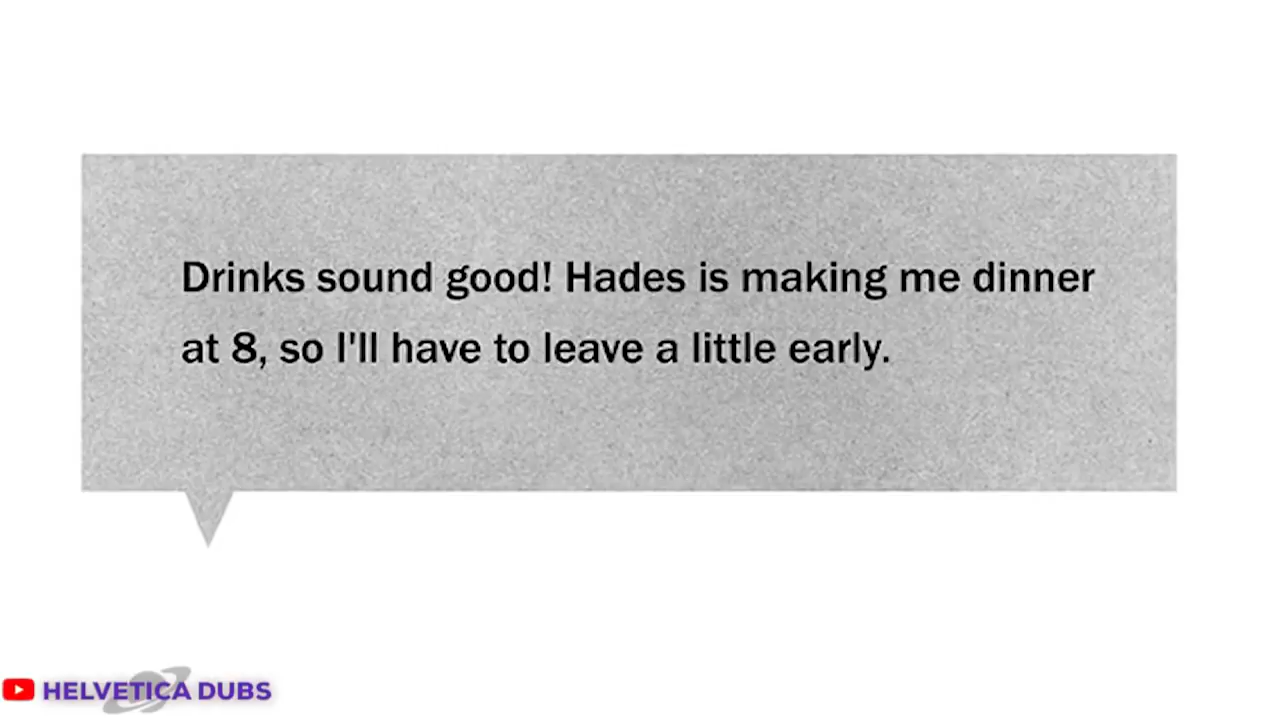 Drinks sound good! Hades is making me dinner
at 8, so I'll have to leave a little early.
HELVETICA DUBS